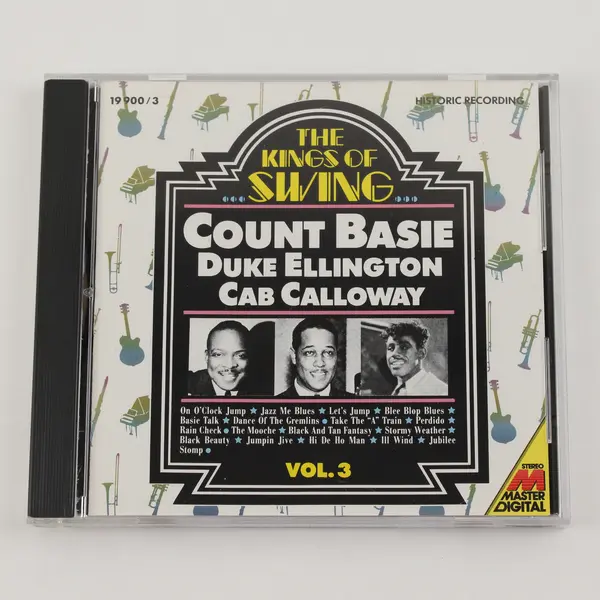 19 900/3
HISTORIC RECORDING
THE
KINGS OF
...SWING...
COUNT BASIE
DUKE ELLINGTON
CAB CALLOWAY
On O'Clock Jump ★ Jazz Me Blues ★ Let's Jump ★ Blee Blop Blues ★
Basie Talk ★ Dance Of The Gremlins ● Take The "A" Train ★ Perdido ★
Rain Check ● The Mooche ★ Black And Tan Fantasy ★ Stormy Weather ★
Black Beauty ★ Jumpin Jive ★ Hi De Ho Man ★ Ill Wind ★ Jubilee
Stomp ●
VOL. 3
STEREO
M
MASTER
DIGITAL